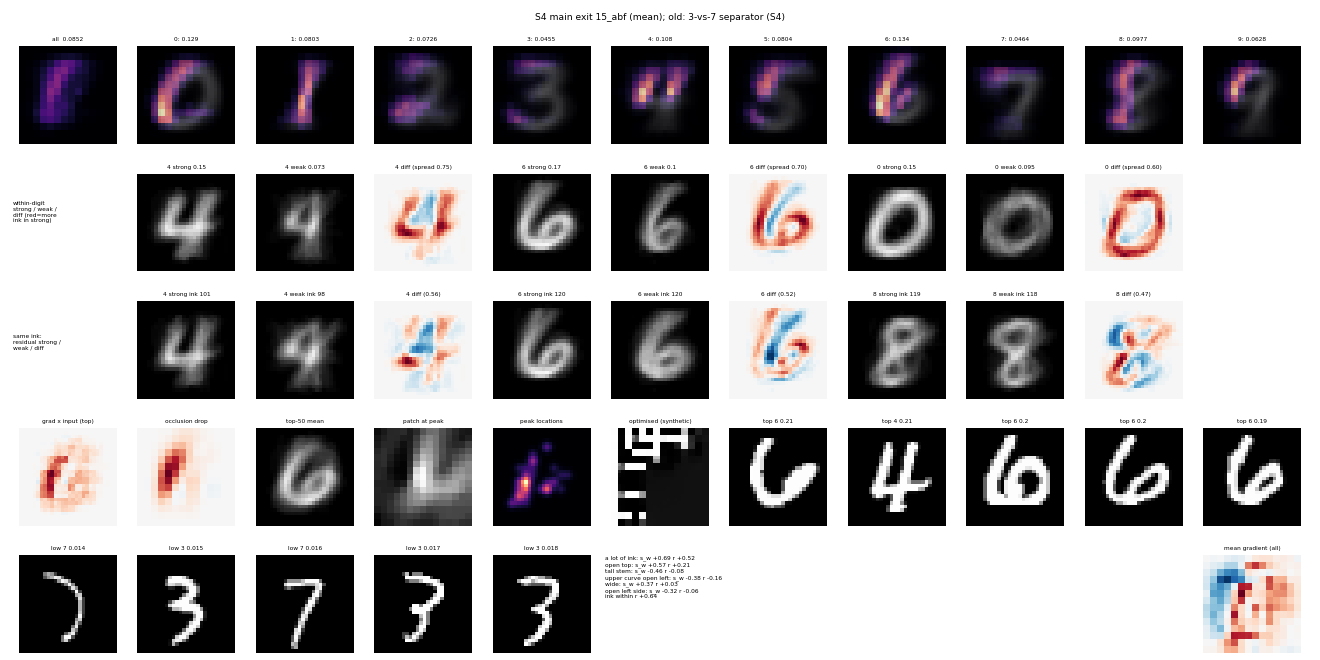 S4 main exit 15_abf (mean); old: 3-vs-7 separator (S4)
all 0.0852
0: 0.129
1: 0.0803
2: 0.0726
3: 0.0455
4: 0.108
5: 0.0804
6: 0.134
7: 0.0464
8: 0.0977
9: 0.0628
within-digit
strong / weak /
diff (red=more
ink in strong)
4 strong 0.15
4 weak 0.073
4 diff (spread 0.75)
6 strong 0.17
6 weak 0.1
6 diff (spread 0.70)
0 strong 0.15
0 weak 0.095
0 diff (spread 0.60)
same ink:
residual strong /
weak / diff
4 strong ink 101
4 weak ink 98
4 diff (0.56)
6 strong ink 120
6 weak ink 120
6 diff (0.52)
8 strong ink 119
8 weak ink 118
8 diff (0.47)
grad x input (top)
occlusion drop
top-50 mean
patch at peak
peak locations
optimised (synthetic)
top 6 0.21
top 4 0.21
top 6 0.2
top 6 0.2
top 6 0.19
low 7 0.014
low 3 0.015
low 7 0.016
low 3 0.017
low 3 0.018
a lot of ink: s_w +0.69 r +0.52
open top: s_w +0.57 r +0.21
tall stem: s_w -0.46 r -0.08
upper curve open left: s_w -0.38 r -0.16
wide: s_w +0.37 r +0.03
open left side: s_w -0.32 r -0.06
ink within r +0.64
mean gradient (all)